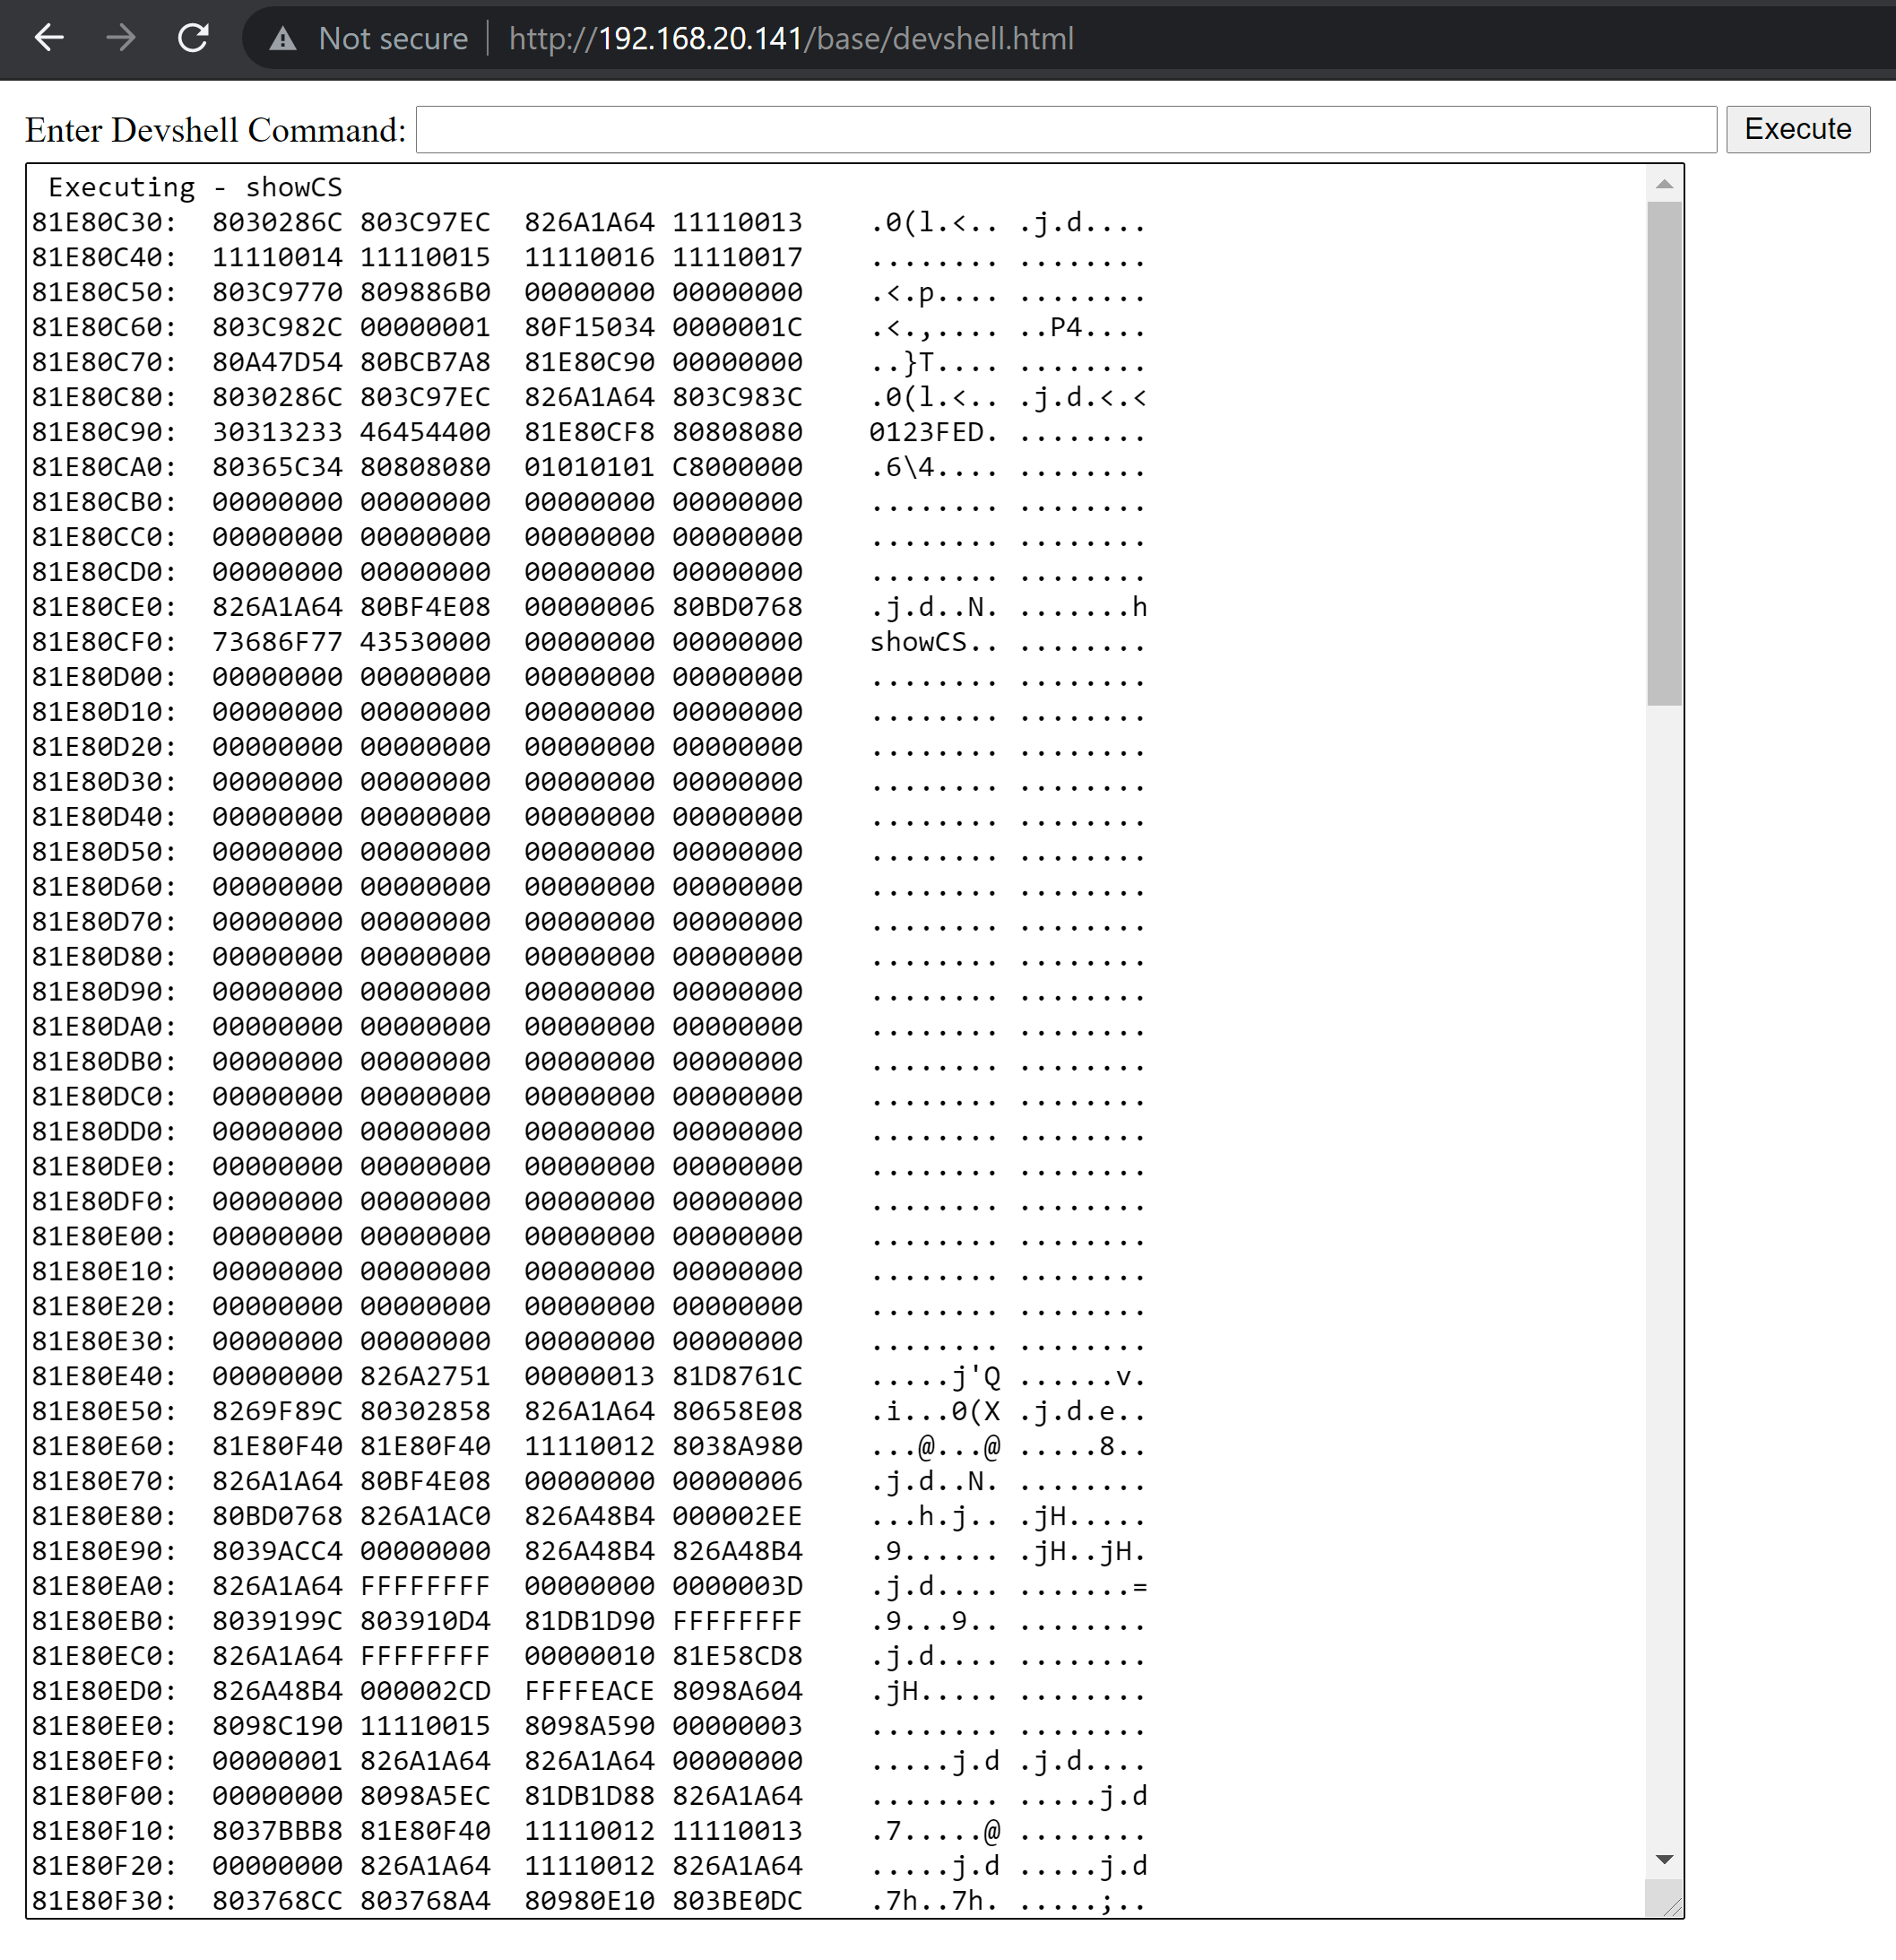 Not secure http://192.168.20.141/base/devshell.html
Enter Devshell Command: Execute
Executing - showCS
81E80C30: 8030286C 803C97EC 826A1A64 11110013 .0(l.<.. .j.d....
81E80C40: 11110014 11110015 11110016 11110017 ........ ........
81E80C50: 803C9770 809886B0 00000000 00000000 .<.p.... ........
81E80C60: 803C982C 00000001 80F15034 0000001C .<.,.... ..P4....
81E80C70: 80A47D54 80BCB7A8 81E80C90 00000000 ..}T.... ........
81E80C80: 8030286C 803C97EC 826A1A64 803C983C .0(l.<.. .j.d.<.<
81E80C90: 30313233 46454400 81E80CF8 80808080 0123FED. ........
81E80CA0: 80365C34 80808080 01010101 C8000000 .6\4.... ........
81E80CB0: 00000000 00000000 00000000 00000000 ........ ........
81E80CC0: 00000000 00000000 00000000 00000000 ........ ........
81E80CD0: 00000000 00000000 00000000 00000000 ........ ........
81E80CE0: 826A1A64 80BF4E08 00000006 80BD0768 .j.d..N. .......h
81E80CF0: 73686F77 43530000 00000000 00000000 showCS.. ........
81E80D00: 00000000 00000000 00000000 00000000 ........ ........
81E80D10: 00000000 00000000 00000000 00000000 ........ ........
81E80D20: 00000000 00000000 00000000 00000000 ........ ........
81E80D30: 00000000 00000000 00000000 00000000 ........ ........
81E80D40: 00000000 00000000 00000000 00000000 ........ ........
81E80D50: 00000000 00000000 00000000 00000000 ........ ........
81E80D60: 00000000 00000000 00000000 00000000 ........ ........
81E80D70: 00000000 00000000 00000000 00000000 ........ ........
81E80D80: 00000000 00000000 00000000 00000000 ........ ........
81E80D90: 00000000 00000000 00000000 00000000 ........ ........
81E80DA0: 00000000 00000000 00000000 00000000 ........ ........
81E80DB0: 00000000 00000000 00000000 00000000 ........ ........
81E80DC0: 00000000 00000000 00000000 00000000 ........ ........
81E80DD0: 00000000 00000000 00000000 00000000 ........ ........
81E80DE0: 00000000 00000000 00000000 00000000 ........ ........
81E80DF0: 00000000 00000000 00000000 00000000 ........ ........
81E80E00: 00000000 00000000 00000000 00000000 ........ ........
81E80E10: 00000000 00000000 00000000 00000000 ........ ........
81E80E20: 00000000 00000000 00000000 00000000 ........ ........
81E80E30: 00000000 00000000 00000000 00000000 ........ ........
81E80E40: 00000000 826A2751 00000013 81D8761C .....j'Q ......v.
81E80E50: 8269F89C 80302858 826A1A64 80658E08 .i...0(X .j.d.e..
81E80E60: 81E80F40 81E80F40 11110012 8038A980 ...@...@ .....8..
81E80E70: 826A1A64 80BF4E08 00000000 00000006 .j.d..N. ........
81E80E80: 80BD0768 826A1AC0 826A48B4 000002EE ...h.j.. .jH.....
81E80E90: 8039ACC4 00000000 826A48B4 826A48B4 .9...... .jH..jH.
81E80EA0: 826A1A64 FFFFFFFF 00000000 0000003D .j.d.... .......=
81E80EB0: 8039199C 803910D4 81DB1D90 FFFFFFFF .9...9.. ........
81E80EC0: 826A1A64 FFFFFFFF 00000010 81E58CD8 .j.d.... ........
81E80ED0: 826A48B4 000002CD FFFFEACE 8098A604 .jH..... ........
81E80EE0: 8098C190 11110015 8098A590 00000003 ........ ........
81E80EF0: 00000001 826A1A64 826A1A64 00000000 .....j.d .j.d....
81E80F00: 00000000 8098A5EC 81DB1D88 826A1A64 ........ .....j.d
81E80F10: 8037BBB8 81E80F40 11110012 11110013 .7.....@ ........
81E80F20: 00000000 826A1A64 11110012 826A1A64 .....j.d .....j.d
81E80F30: 803768CC 803768A4 80980E10 803BE0DC .7h..7h. .....;..